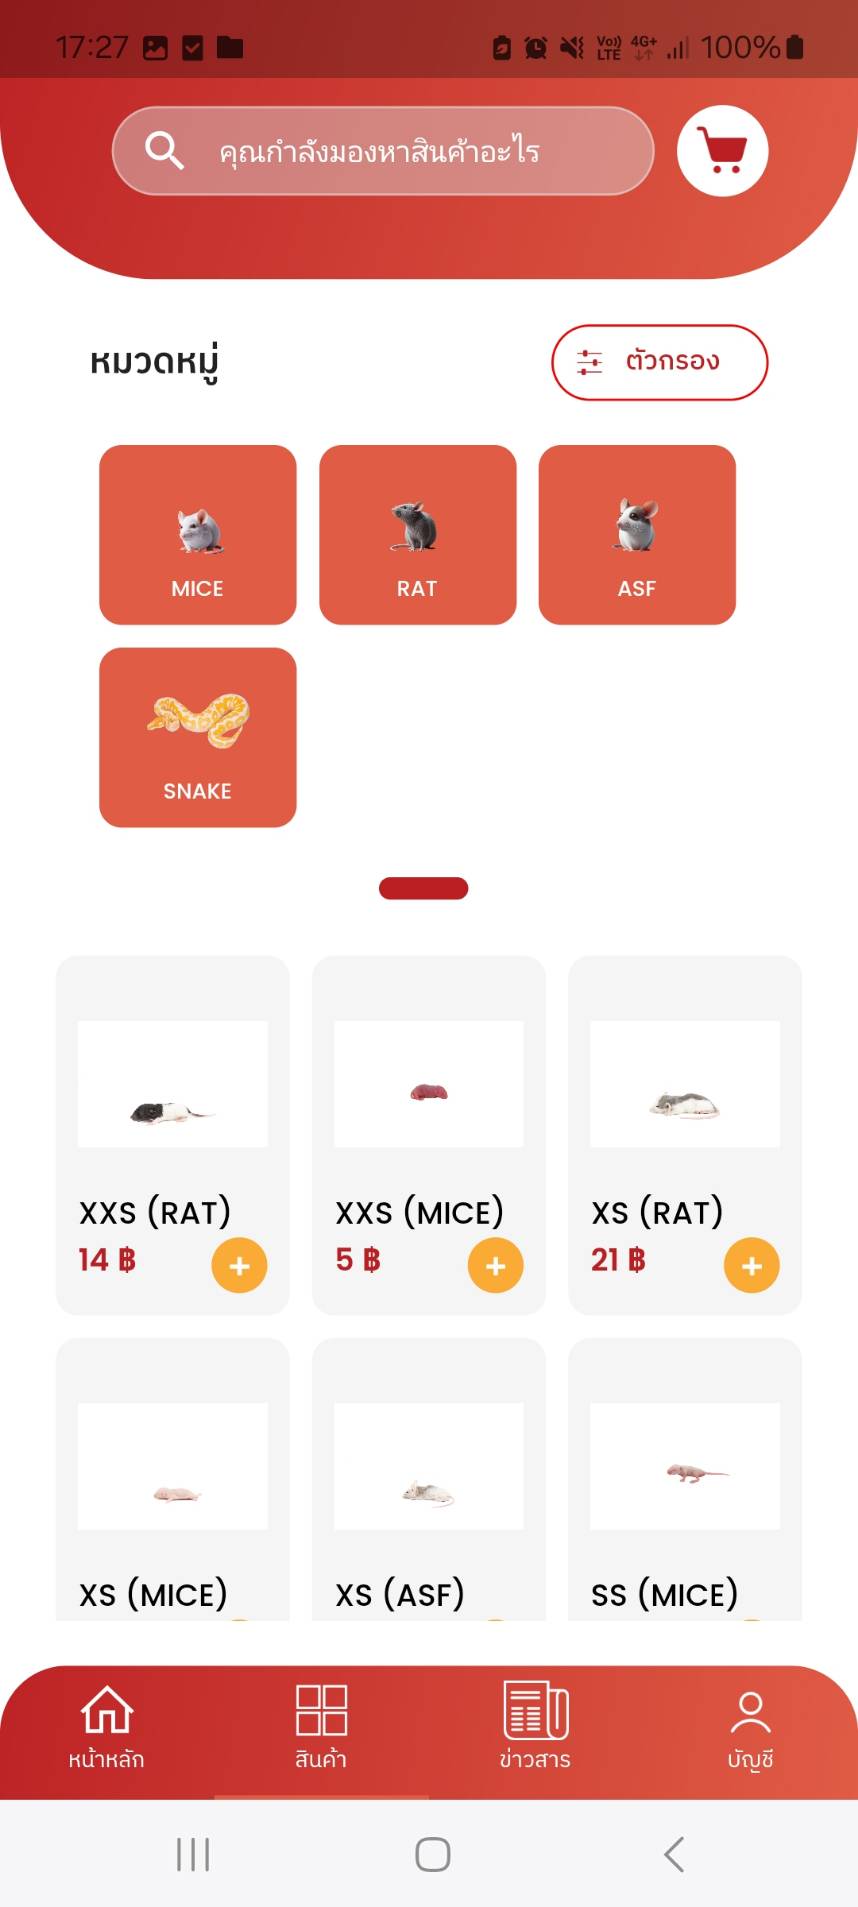 17:27 Vo)) LTE 4G+ 100%
คุณกำลังมองหาสินค้าอะไร
หมวดหมู่ ตัวกรอง
MICE RAT ASF
SNAKE
XXS (RAT) XXS (MICE) XS (RAT)
14 ฿ + 5 ฿ + 21 ฿ +
XS (MICE) XS (ASF) SS (MICE)
หน้าหลัก สินค้า ข่าวสาร บัญชี